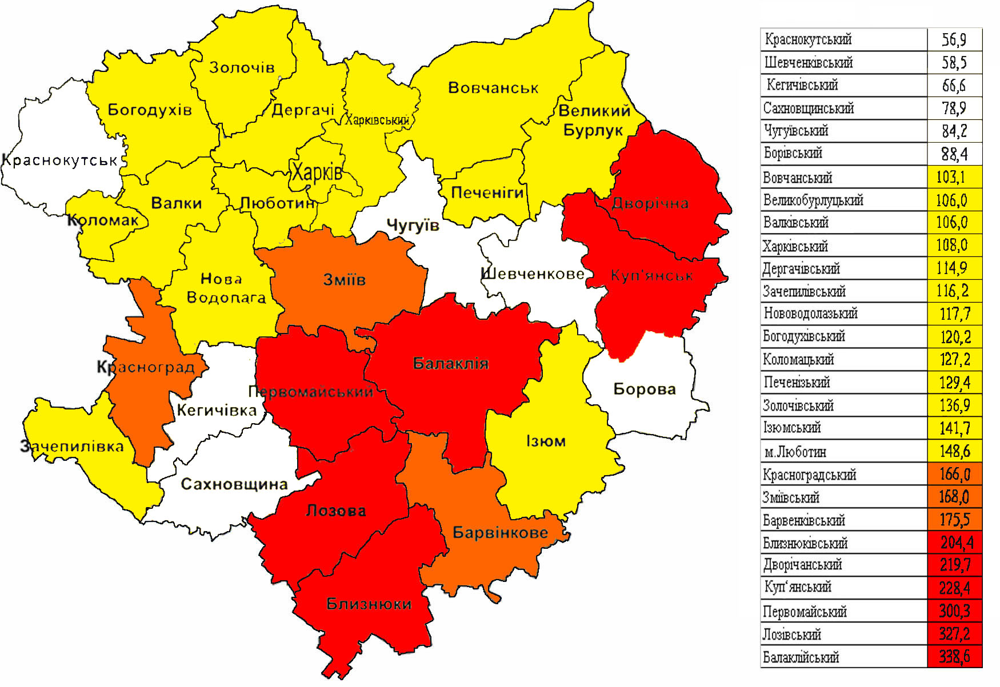 Золочів
Вовчанськ
Богодухів
Дергачі
Харківський
Великий
Бурлук
Краснокутськ
Харків
Печеніги
Валки
Люботин
Дворічна
Коломак
Чугуїв
Нова
Водолага
Зміїв
Шевченкове
Куп'янськ
Красноград
Балаклія
Первомайський
Борова
Кегичівка
Зачепилівка
Ізюм
Сахновщина
Лозова
Барвінкове
Близнюки
Краснокутський 56,9
Шевченківський 58,5
Кегичівський 66,6
Сахновщинський 78,9
Чугуївський 84,2
Борівський 88,4
Вовчанський 103,1
Великобурлуцький 106,0
Валківський 106,0
Харківський 108,0
Дергачівський 114,9
Зачепилівський 116,2
Нововодолазький 117,7
Богодухівський 120,2
Коломацький 127,2
Печенізький 129,4
Золочівський 136,9
Ізюмський 141,7
м.Люботин 148,6
Красноградський 166,0
Зміївський 168,0
Барвенківський 175,5
Близнюківський 204,4
Дворічанський 219,7
Куп‘янський 228,4
Первомайський 300,3
Лозівський 327,2
Балаклійський 338,6